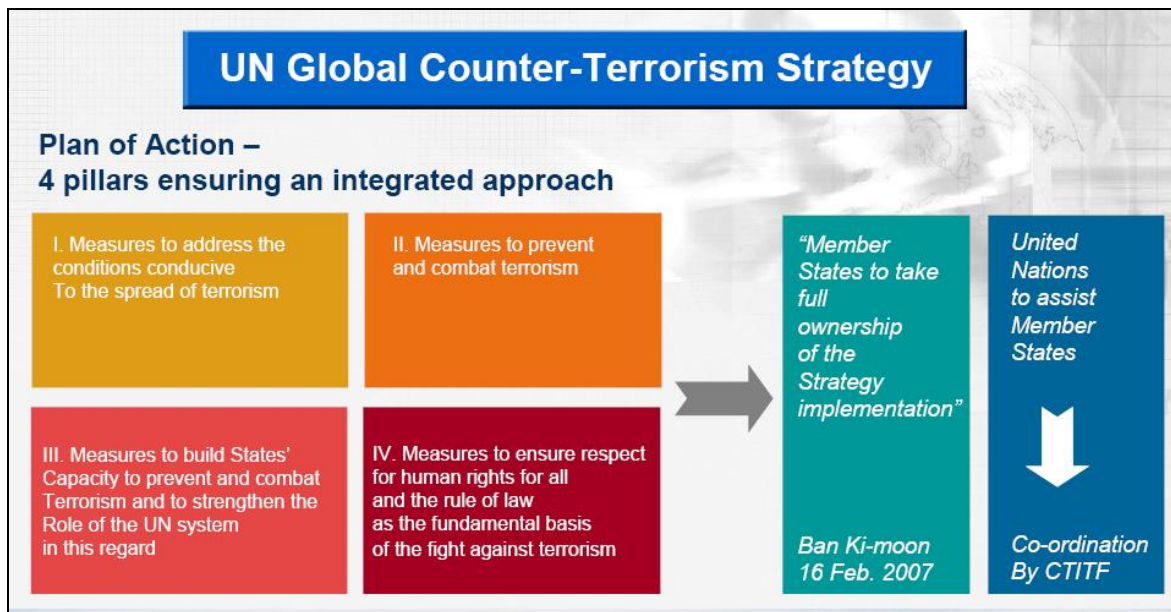 UN Global Counter-Terrorism Strategy
Plan of Action –
4 pillars ensuring an integrated approach
I. Measures to address the
conditions conducive
To the spread of terrorism
II. Measures to prevent
and combat terrorism
III. Measures to build States’
Capacity to prevent and combat
Terrorism and to strengthen the
Role of the UN system
in this regard
IV. Measures to ensure respect
for human rights for all
and the rule of law
as the fundamental basis
of the fight against terrorism
“Member
States to take
full
ownership
of the
Strategy
implementation”
Ban Ki-moon
16 Feb. 2007
United
Nations
to assist
Member
States
Co-ordination
By CTITF